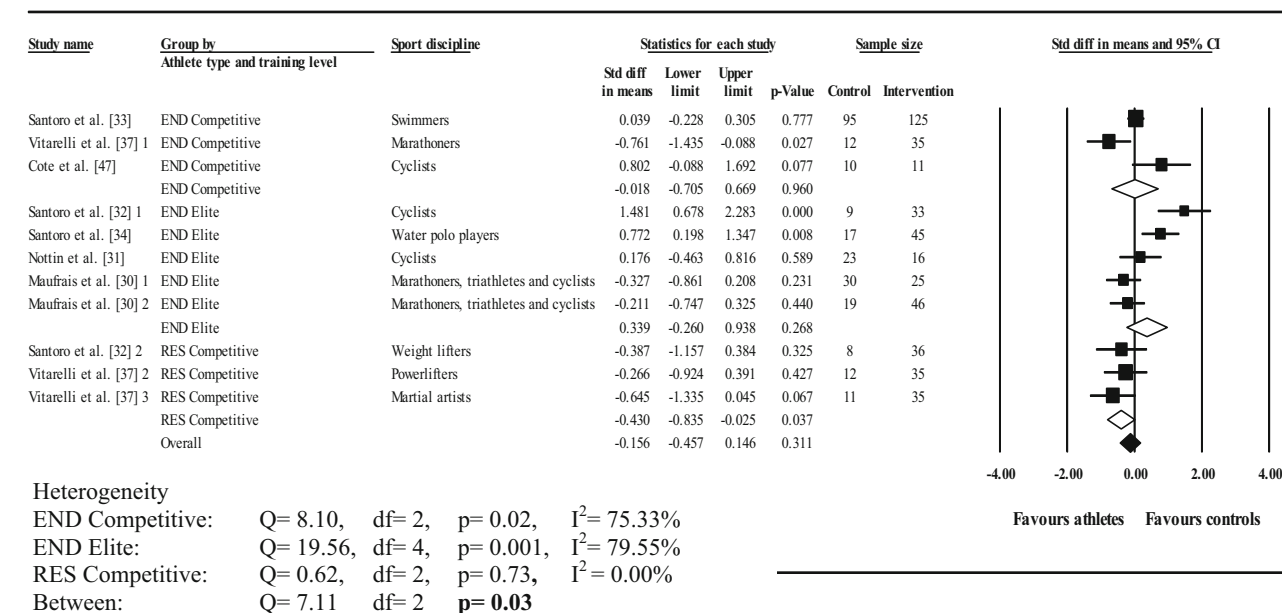 Study name Group by Sport discipline Statistics for each study Sample size Std diff in means and 95% CI
Athlete type and training level
Std diff Lower Upper
in means limit limit p-Value Control Intervention
Santoro et al. [33] END Competitive Swimmers 0.039 -0.228 0.305 0.777 95 125
Vitarelli et al. [37] 1 END Competitive Marathoners -0.761 -1.435 -0.088 0.027 12 35
Cote et al. [47] END Competitive Cyclists 0.802 -0.088 1.692 0.077 10 11
END Competitive -0.018 -0.705 0.669 0.960
Santoro et al. [32] 1 END Elite Cyclists 1.481 0.678 2.283 0.000 9 33
Santoro et al. [34] END Elite Water polo players 0.772 0.198 1.347 0.008 17 45
Nottin et al. [31] END Elite Cyclists 0.176 -0.463 0.816 0.589 23 16
Maufrais et al. [30] 1 END Elite Marathoners, triathletes and cyclists -0.327 -0.861 0.208 0.231 30 25
Maufrais et al. [30] 2 END Elite Marathoners, triathletes and cyclists -0.211 -0.747 0.325 0.440 19 46
END Elite 0.339 -0.260 0.938 0.268
Santoro et al. [32] 2 RES Competitive Weight lifters -0.387 -1.157 0.384 0.325 8 36
Vitarelli et al. [37] 2 RES Competitive Powerlifters -0.266 -0.924 0.391 0.427 12 35
Vitarelli et al. [37] 3 RES Competitive Martial artists -0.645 -1.335 0.045 0.067 11 35
RES Competitive -0.430 -0.835 -0.025 0.037
Overall -0.156 -0.457 0.146 0.311
-4.00 -2.00 0.00 2.00 4.00
Favours athletes Favours controls
Heterogeneity
END Competitive: Q= 8.10, df= 2, p= 0.02, I²= 75.33%
END Elite: Q= 19.56, df= 4, p= 0.001, I²= 79.55%
RES Competitive: Q= 0.62, df= 2, p= 0.73, I²= 0.00%
Between: Q= 7.11 df= 2 p= 0.03